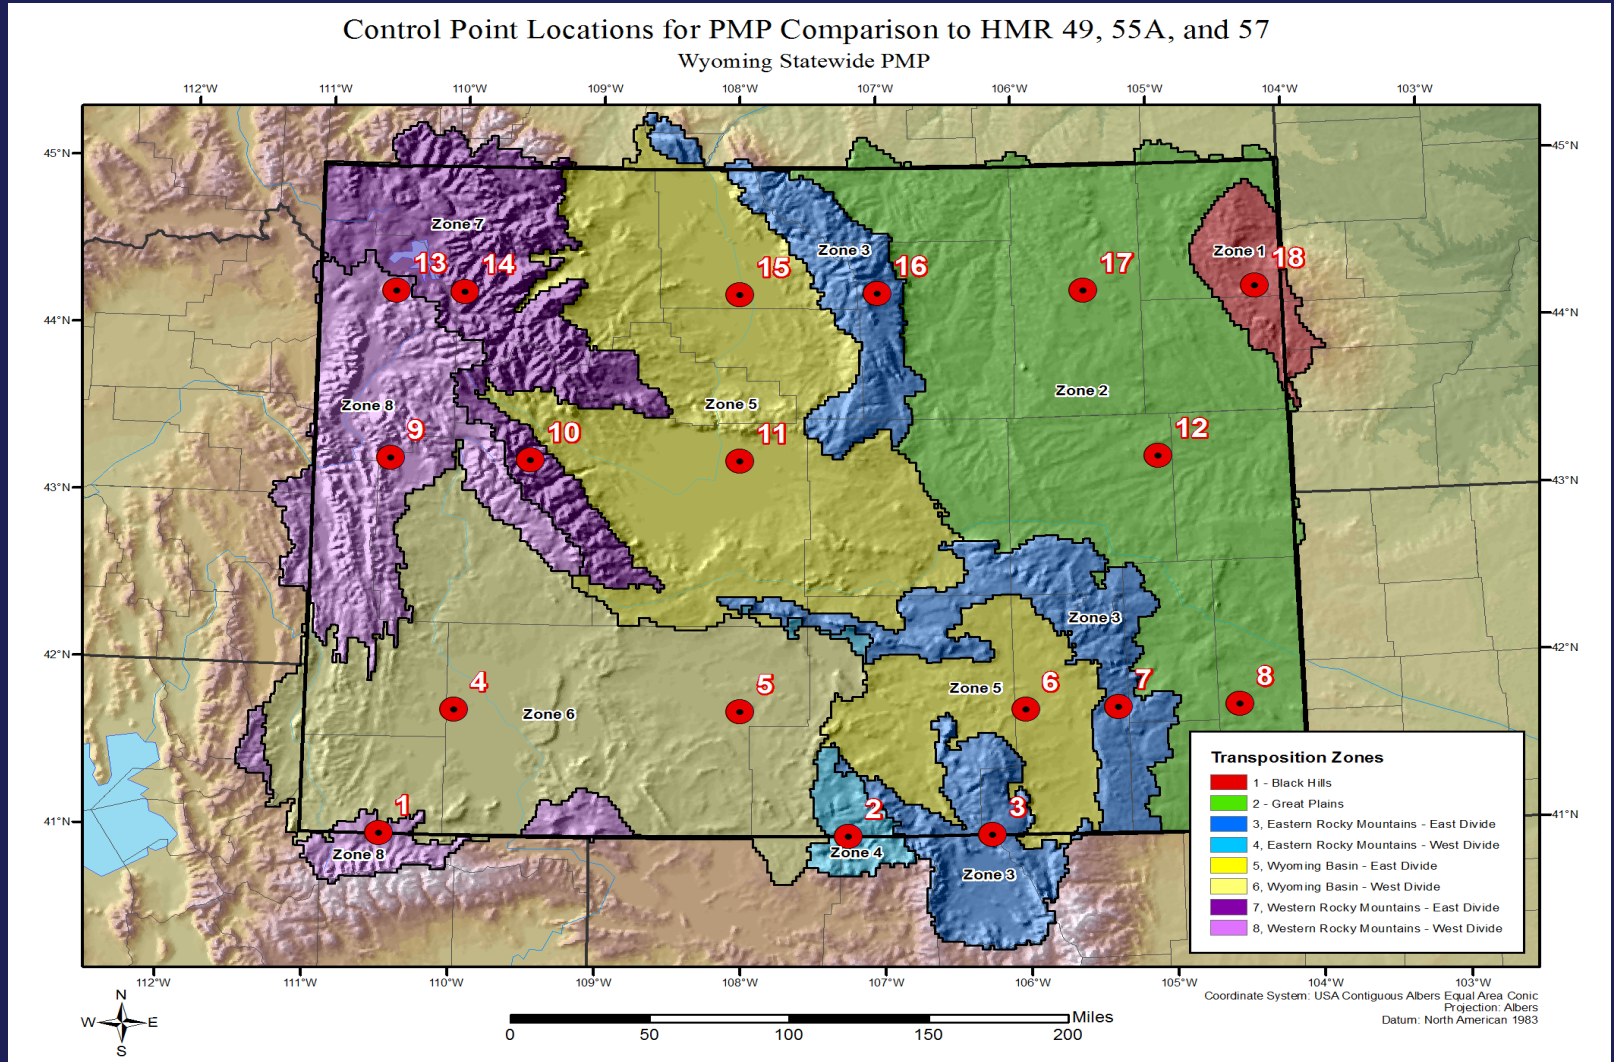 Control Point Locations for PMP Comparison to HMR 49, 55A, and 57
Wyoming Statewide PMP
112°W 111°W 110°W 109°W 108°W 107°W 106°W 105°W 104°W 103°W
45°N 45°N
Zone 7
Zone 3
Zone 1
13 14 15 16 17 18
44°N 44°N
Zone 8
Zone 5
Zone 2
9 10 11 12
43°N 43°N
Zone 3
42°N 42°N
4 5 6 7 8
Zone 6
Zone 5
41°N 41°N
1 2 3
Zone 8
Zone 4
Zone 3
Transposition Zones
1 - Black Hills
2 - Great Plains
3, Eastern Rocky Mountains - East Divide
4, Eastern Rocky Mountains - West Divide
5, Wyoming Basin - East Divide
6, Wyoming Basin - West Divide
7, Western Rocky Mountains - East Divide
8, Western Rocky Mountains - West Divide
112°W 111°W 110°W 109°W 108°W 107°W 106°W 105°W 104°W 103°W
N
W E
S
Miles
0 50 100 150 200
Coordinate System: USA Contiguous Albers Equal Area Conic
Projection: Albers
Datum: North American 1983